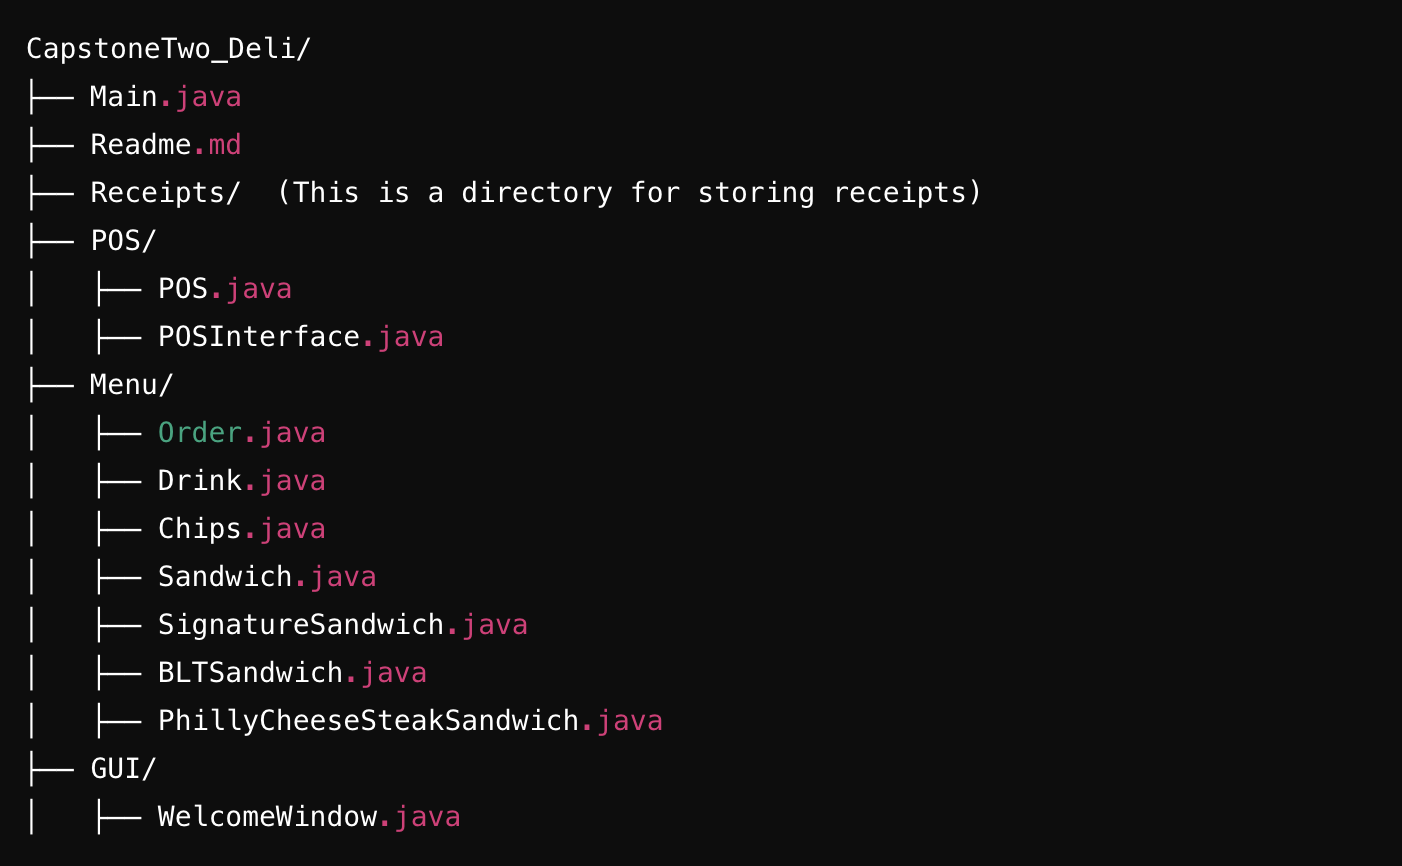 CapstoneTwo_Deli/
├── Main.java
├── Readme.md
├── Receipts/  (This is a directory for storing receipts)
├── POS/
│   ├── POS.java
│   ├── POSInterface.java
├── Menu/
│   ├── Order.java
│   ├── Drink.java
│   ├── Chips.java
│   ├── Sandwich.java
│   ├── SignatureSandwich.java
│   ├── BLTSandwich.java
│   ├── PhillyCheeseSteakSandwich.java
├── GUI/
│   ├── WelcomeWindow.java